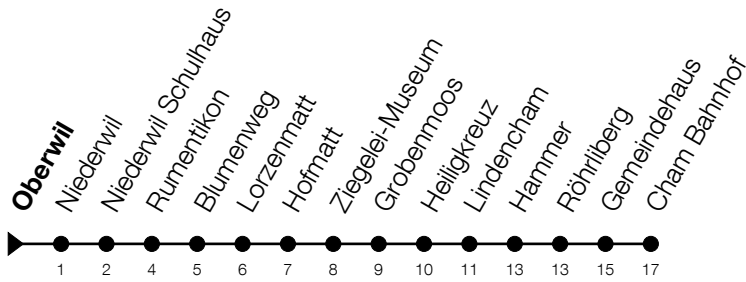 Oberwil
Niederwil
Niederwil Schulhaus
Rumentikon
Blumenweg
Lorzenmatt
Hofmatt
Ziegelei-Museum
Grobenmoos
Heiligkreuz
Lindencham
Hammer
Röhrlberg
Gemeindehaus
Cham Bahnhof
1 2 4 5 6 7 8 9 10 11 13 13 15 17